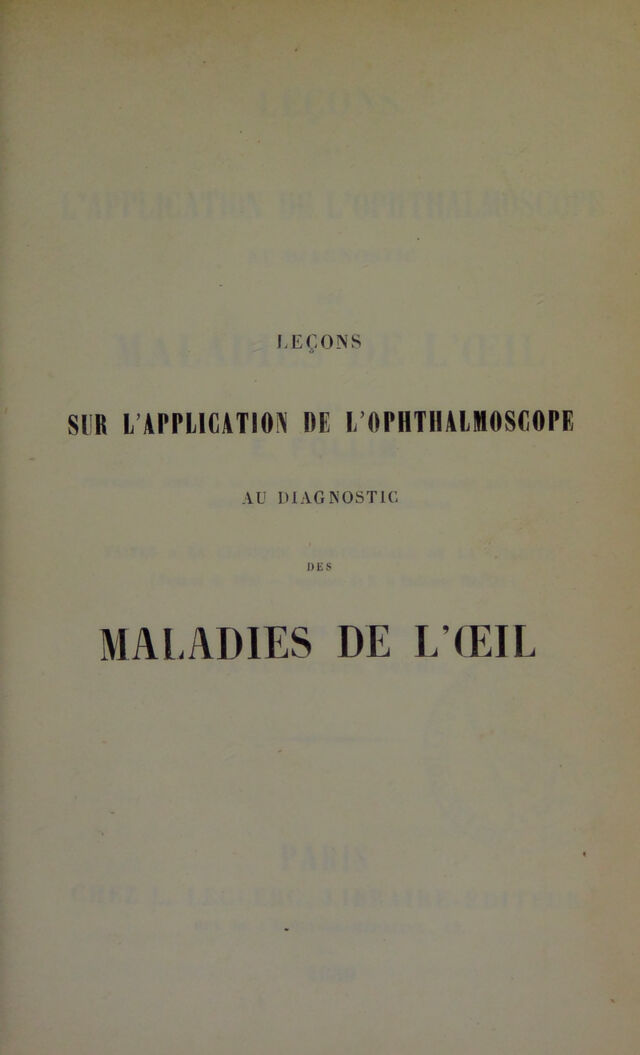 LEÇONS
SUR L'APPLICATION DE L'OPHTHALMOSCOPE
AU DIAGNOSTIC
DES
MALADIES DE L'ŒIL